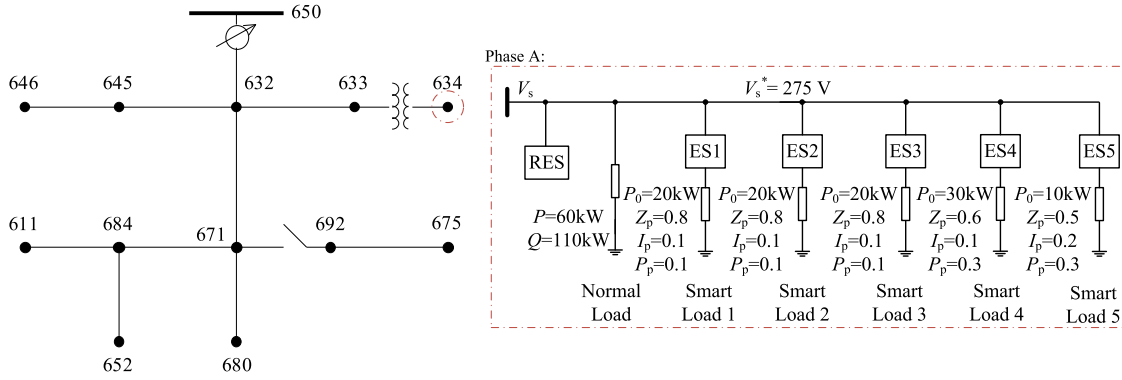 650
646
645
632
633
634
611
684
671
692
675
652
680
Phase A:
Vs
Vs*= 275 V
RES
ES1
ES2
ES3
ES4
ES5
P=60kW
Q=110kW
P0=20kW
Zp=0.8
Ip=0.1
Pp=0.1
P0=20kW
Zp=0.8
Ip=0.1
Pp=0.1
P0=20kW
Zp=0.8
Ip=0.1
Pp=0.1
P0=30kW
Zp=0.6
Ip=0.1
Pp=0.3
P0=10kW
Zp=0.5
Ip=0.2
Pp=0.3
Normal
Load
Smart
Load 1
Smart
Load 2
Smart
Load 3
Smart
Load 4
Smart
Load 5